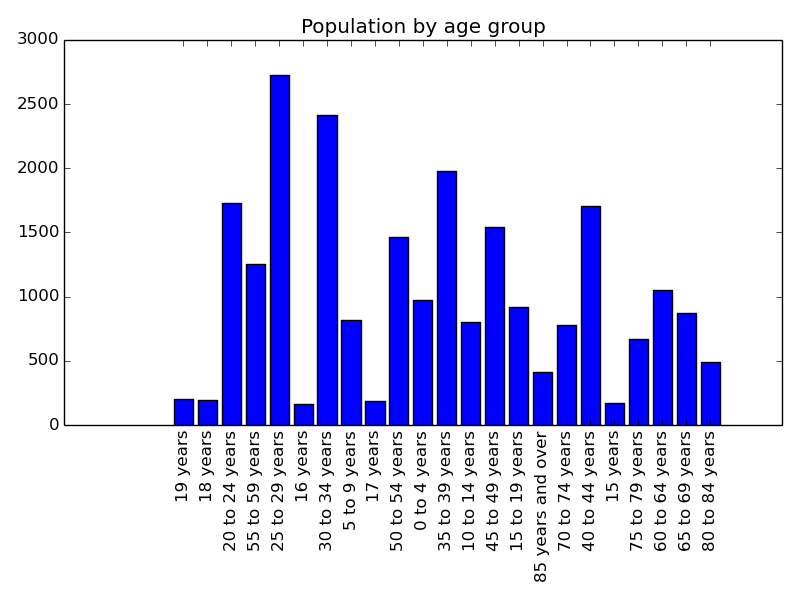 Population by age group
3000
2500
2000
1500
1000
500
0
19 years
18 years
20 to 24 years
55 to 59 years
25 to 29 years
16 years
30 to 34 years
5 to 9 years
17 years
50 to 54 years
0 to 4 years
35 to 39 years
10 to 14 years
45 to 49 years
15 to 19 years
85 years and over
70 to 74 years
40 to 44 years
15 years
75 to 79 years
60 to 64 years
65 to 69 years
80 to 84 years